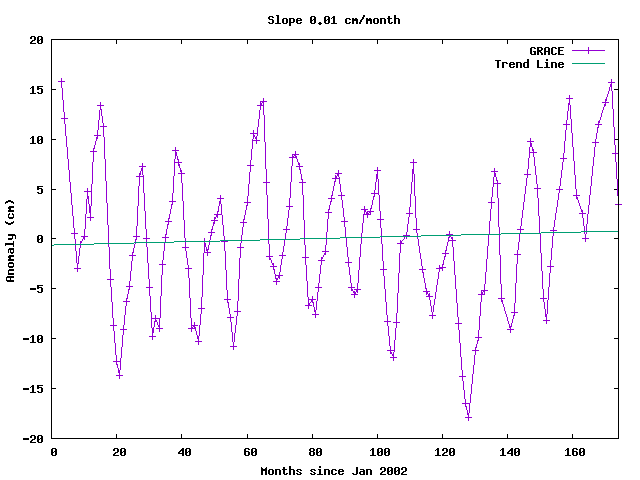 Slope 0.01 cm/month
GRACE
Trend Line
Anomaly (cm)
20
15
10
5
0
-5
-10
-15
-20
0 20 40 60 80 100 120 140 160
Months since Jan 2002